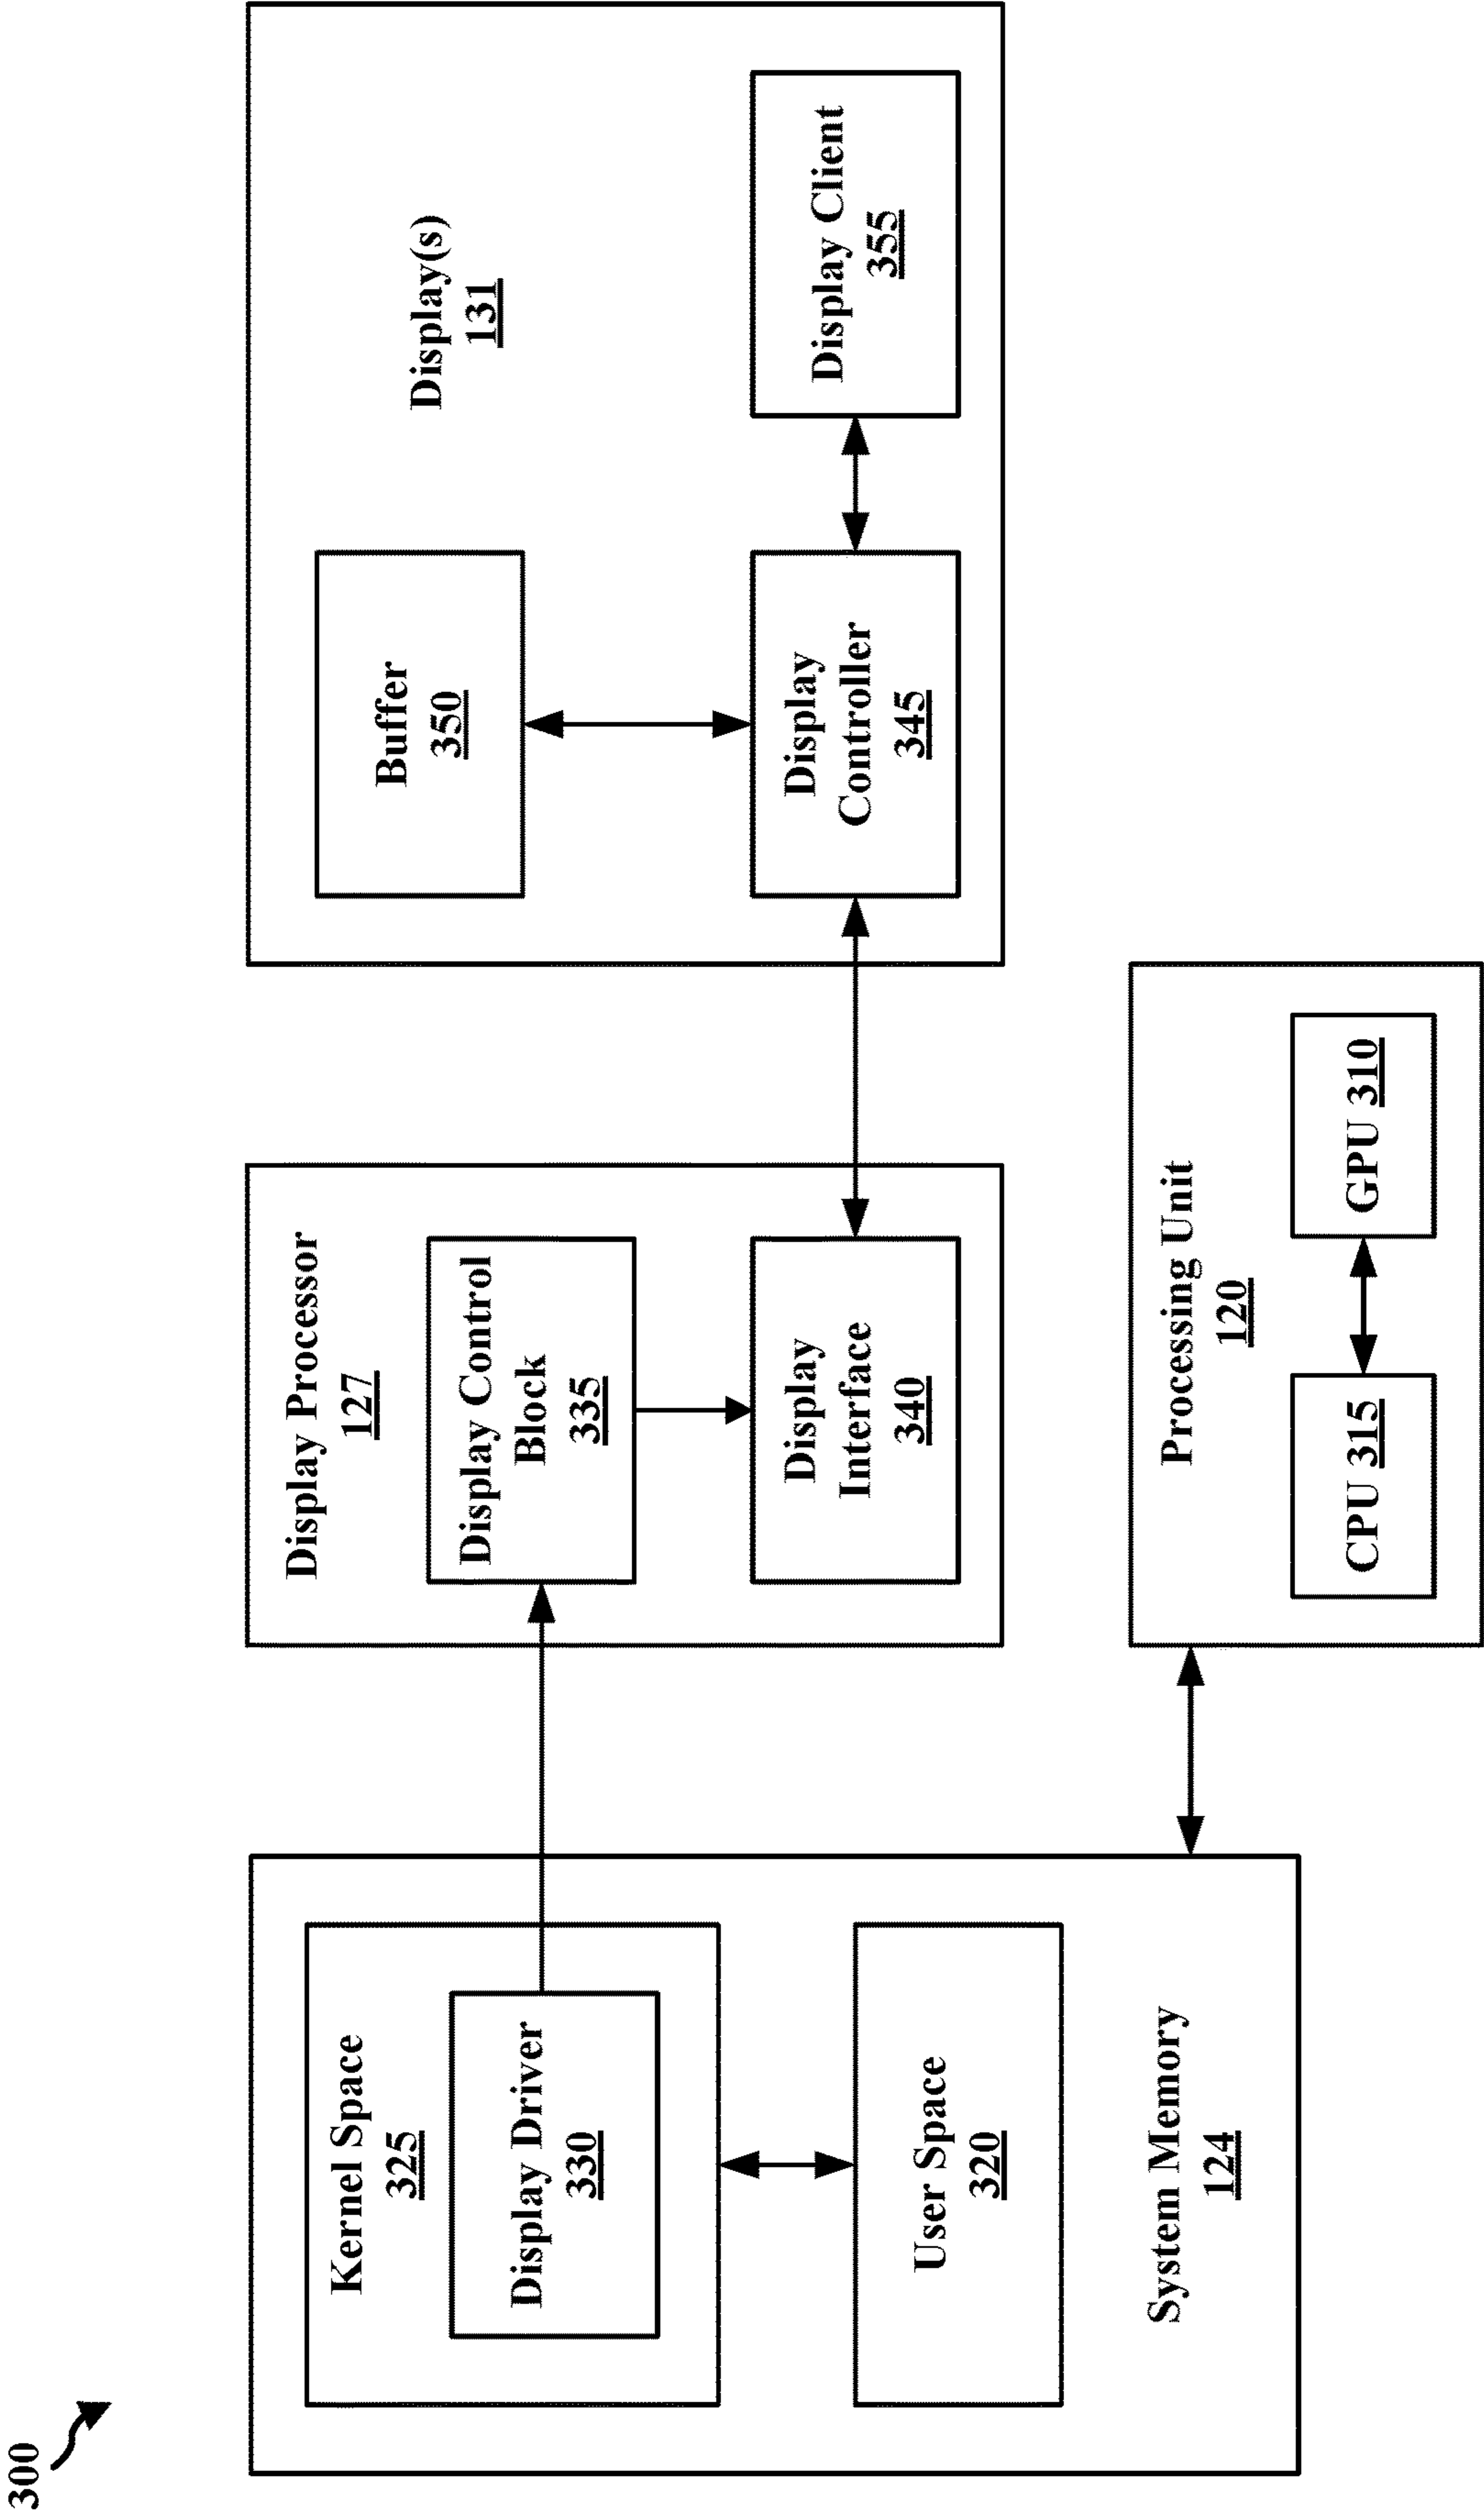 300
Kernel Space
325
Display Driver
330
User Space
320
System Memory
124
Display Processor
127
Display Control
Block
335
Display
Interface
340
Display(s)
131
Buffer
350
Display
Controller
345
Display Client
355
Processing Unit
120
CPU 315
GPU 310